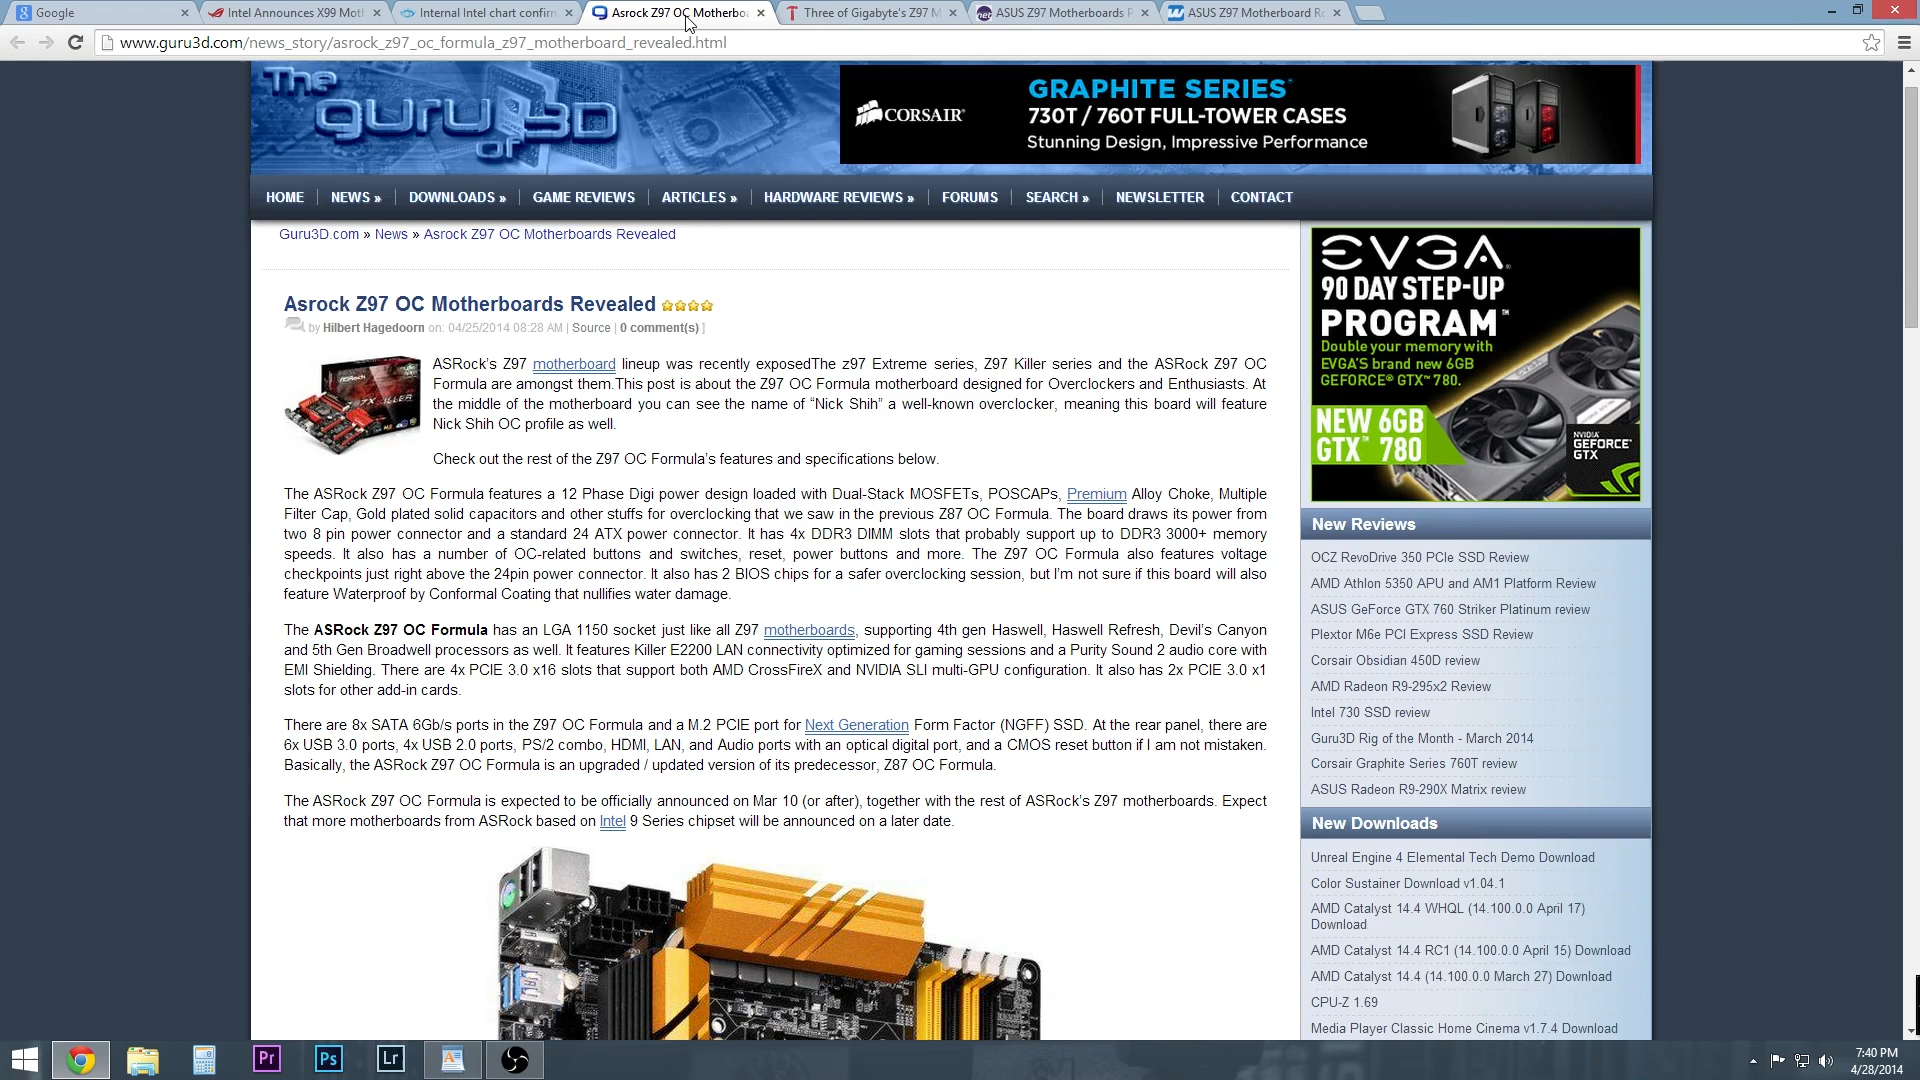 Google
Intel Announces X99 Moth
Internal Intel chart confirm
Asrock Z97 OC Motherboa
Three of Gigabyte's Z97 M
ASUS Z97 Motherboards P
ASUS Z97 Motherboard Ro
www.guru3d.com/news_story/asrock_z97_oc_formula_z97_motherboard_revealed.html
The
guru 3D
of
CORSAIR
GRAPHITE SERIES®
730T / 760T FULL-TOWER CASES
Stunning Design, Impressive Performance
HOME
NEWS »
DOWNLOADS »
GAME REVIEWS
ARTICLES »
HARDWARE REVIEWS »
FORUMS
SEARCH »
NEWSLETTER
CONTACT
Guru3D.com » News » Asrock Z97 OC Motherboards Revealed
Asrock Z97 OC Motherboards Revealed
by Hilbert Hagedoorn on: 04/25/2014 08:28 AM | Source | 0 comment(s) ]
ASRock's Z97 motherboard lineup was recently exposedThe z97 Extreme series, Z97 Killer series and the ASRock Z97 OC
Formula are amongst them.This post is about the Z97 OC Formula motherboard designed for Overclockers and Enthusiasts. At
the middle of the motherboard you can see the name of “Nick Shih” a well-known overclocker, meaning this board will feature
Nick Shih OC profile as well.
Check out the rest of the Z97 OC Formula's features and specifications below.
The ASRock Z97 OC Formula features a 12 Phase Digi power design loaded with Dual-Stack MOSFETs, POSCAPs, Premium Alloy Choke, Multiple
Filter Cap, Gold plated solid capacitors and other stuffs for overclocking that we saw in the previous Z87 OC Formula. The board draws its power from
two 8 pin power connector and a standard 24 ATX power connector. It has 4x DDR3 DIMM slots that probably support up to DDR3 3000+ memory
speeds. It also has a number of OC-related buttons and switches, reset, power buttons and more. The Z97 OC Formula also features voltage
checkpoints just right above the 24pin power connector. It also has 2 BIOS chips for a safer overclocking session, but I'm not sure if this board will also
feature Waterproof by Conformal Coating that nullifies water damage.
The ASRock Z97 OC Formula has an LGA 1150 socket just like all Z97 motherboards, supporting 4th gen Haswell, Haswell Refresh, Devil's Canyon
and 5th Gen Broadwell processors as well. It features Killer E2200 LAN connectivity optimized for gaming sessions and a Purity Sound 2 audio core with
EMI Shielding. There are 4x PCIE 3.0 x16 slots that support both AMD CrossFireX and NVIDIA SLI multi-GPU configuration. It also has 2x PCIE 3.0 x1
slots for other add-in cards.
There are 8x SATA 6Gb/s ports in the Z97 OC Formula and a M.2 PCIE port for Next Generation Form Factor (NGFF) SSD. At the rear panel, there are
6x USB 3.0 ports, 4x USB 2.0 ports, PS/2 combo, HDMI, LAN, and Audio ports with an optical digital port, and a CMOS reset button if I am not mistaken.
Basically, the ASRock Z97 OC Formula is an upgraded / updated version of its predecessor, Z87 OC Formula.
The ASRock Z97 OC Formula is expected to be officially announced on Mar 10 (or after), together with the rest of ASRock's Z97 motherboards. Expect
that more motherboards from ASRock based on Intel 9 Series chipset will be announced on a later date.
EVGA
90 DAY STEP-UP
PROGRAM™
Double your memory with
EVGA'S brand new 6GB
GEFORCE® GTX™ 780.
NEW 6GB
GTX™ 780
NVIDIA
GEFORCE
GTX
New Reviews
OCZ RevoDrive 350 PCIe SSD Review
AMD Athlon 5350 APU and AM1 Platform Review
ASUS GeForce GTX 760 Striker Platinum review
Plextor M6e PCI Express SSD Review
Corsair Obsidian 450D review
AMD Radeon R9-295x2 Review
Intel 730 SSD review
Guru3D Rig of the Month - March 2014
Corsair Graphite Series 760T review
ASUS Radeon R9-290X Matrix review
New Downloads
Unreal Engine 4 Elemental Tech Demo Download
Color Sustainer Download v1.04.1
AMD Catalyst 14.4 WHQL (14.100.0.0 April 17)
Download
AMD Catalyst 14.4 RC1 (14.100.0.0 April 15) Download
AMD Catalyst 14.4 (14.100.0.0 March 27) Download
CPU-Z 1.69
Media Player Classic Home Cinema v1.7.4 Download
Pr
Ps
Lr
7:40 PM
4/28/2014